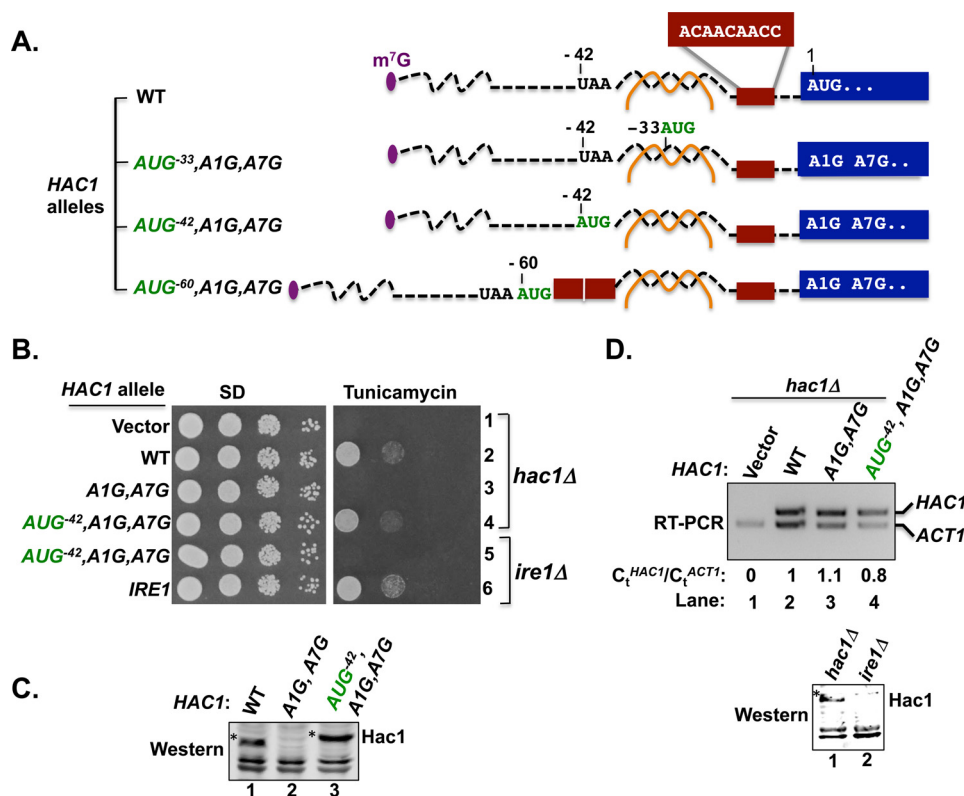 A.
ACAACAACC
m⁷G
- 42
1
WT
UAA
AUG...
- 42
−33AUG
AUG⁻³³,A1G,A7G
UAA
A1G A7G..
HAC1
alleles
- 42
AUG⁻⁴²,A1G,A7G
AUG
A1G A7G..
- 60
AUG⁻⁶⁰,A1G,A7G
UAAAUG
A1G A7G..
B.
HAC1 allele
SD
Tunicamycin
Vector
1
WT
2
A1G,A7G
3
AUG⁻⁴²,A1G,A7G
4
AUG⁻⁴²,A1G,A7G
5
IRE1
6
hac1Δ
ire1Δ
C.
HAC1:
WT
A1G, A7G
AUG⁻⁴²,
A1G,A7G
Western
*
*
Hac1
1
2
3
D.
hac1Δ
HAC1:
Vector
WT
A1G,A7G
AUG⁻⁴², A1G,A7G
RT-PCR
HAC1
ACT1
CₜHAC1/CₜACT1:
0
1
1.1
0.8
Lane:
1
2
3
4
hac1Δ
ire1Δ
Western
*
Hac1
1
2